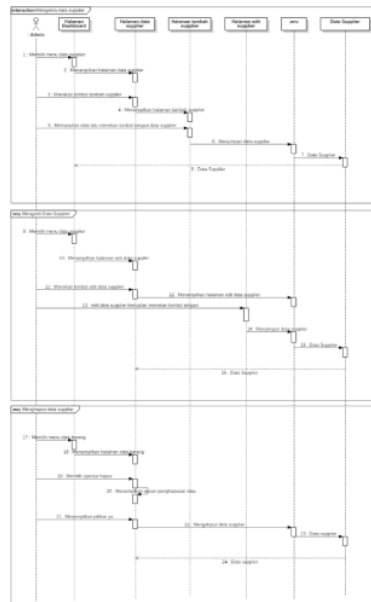 interaction Mengelola data supplier
Halaman Dashboard
Halaman data supplier
Halaman tambah supplier
Halaman edit supplier
Data Supplier
: Admin
1 : Memilih menu data supplier
2 : Menampilkan halaman data supplier
3 : Menekan tombol tambah supplier
4 : Menampilkan halaman tambah supplier
5 : Memasukan data lalu menekan tombol simpan data supplier
6 : Menyimpan data supplier
7 : Data Supplier
8 : Data Supplier
seq Mengedit Data Supplier
9 : Memilih menu data supplier
10 : Menampilkan halaman data supplier
11 : Menekan tombol edit data supplier
12 : Menampilkan halaman edit data supplier
13 : edit data supplier kemudian menekan tombol simpan
14 : Menyimpan data supplier
15 : Data Supplier
16 : Data Supplier
seq Menghapus data supplier
17 : Memilih menu data barang
18 : Menampilkan halaman data barang
19 : Memilih operasi hapus
20 : Menampilkan pesan penghapusan data
21 : Menampilkan pilihan ya
22 : Menghapus data supplier
23 : Data supplier
24 : Data supplier